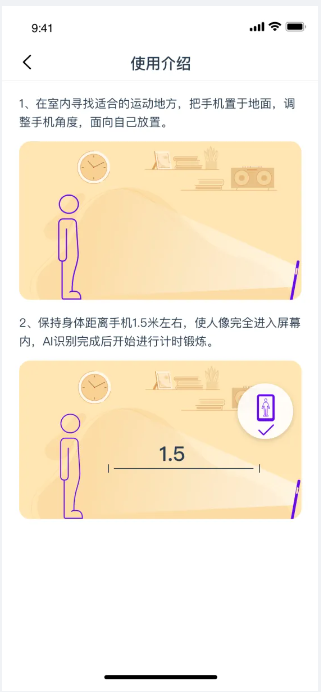 9:41
使用介绍
1、在室内寻找适合的运动地方，把手机置于地面，调
整手机角度，面向自己放置。
2、保持身体距离手机1.5米左右，使人像完全进入屏幕
内，AI识别完成后开始进行计时锻炼。
1.5